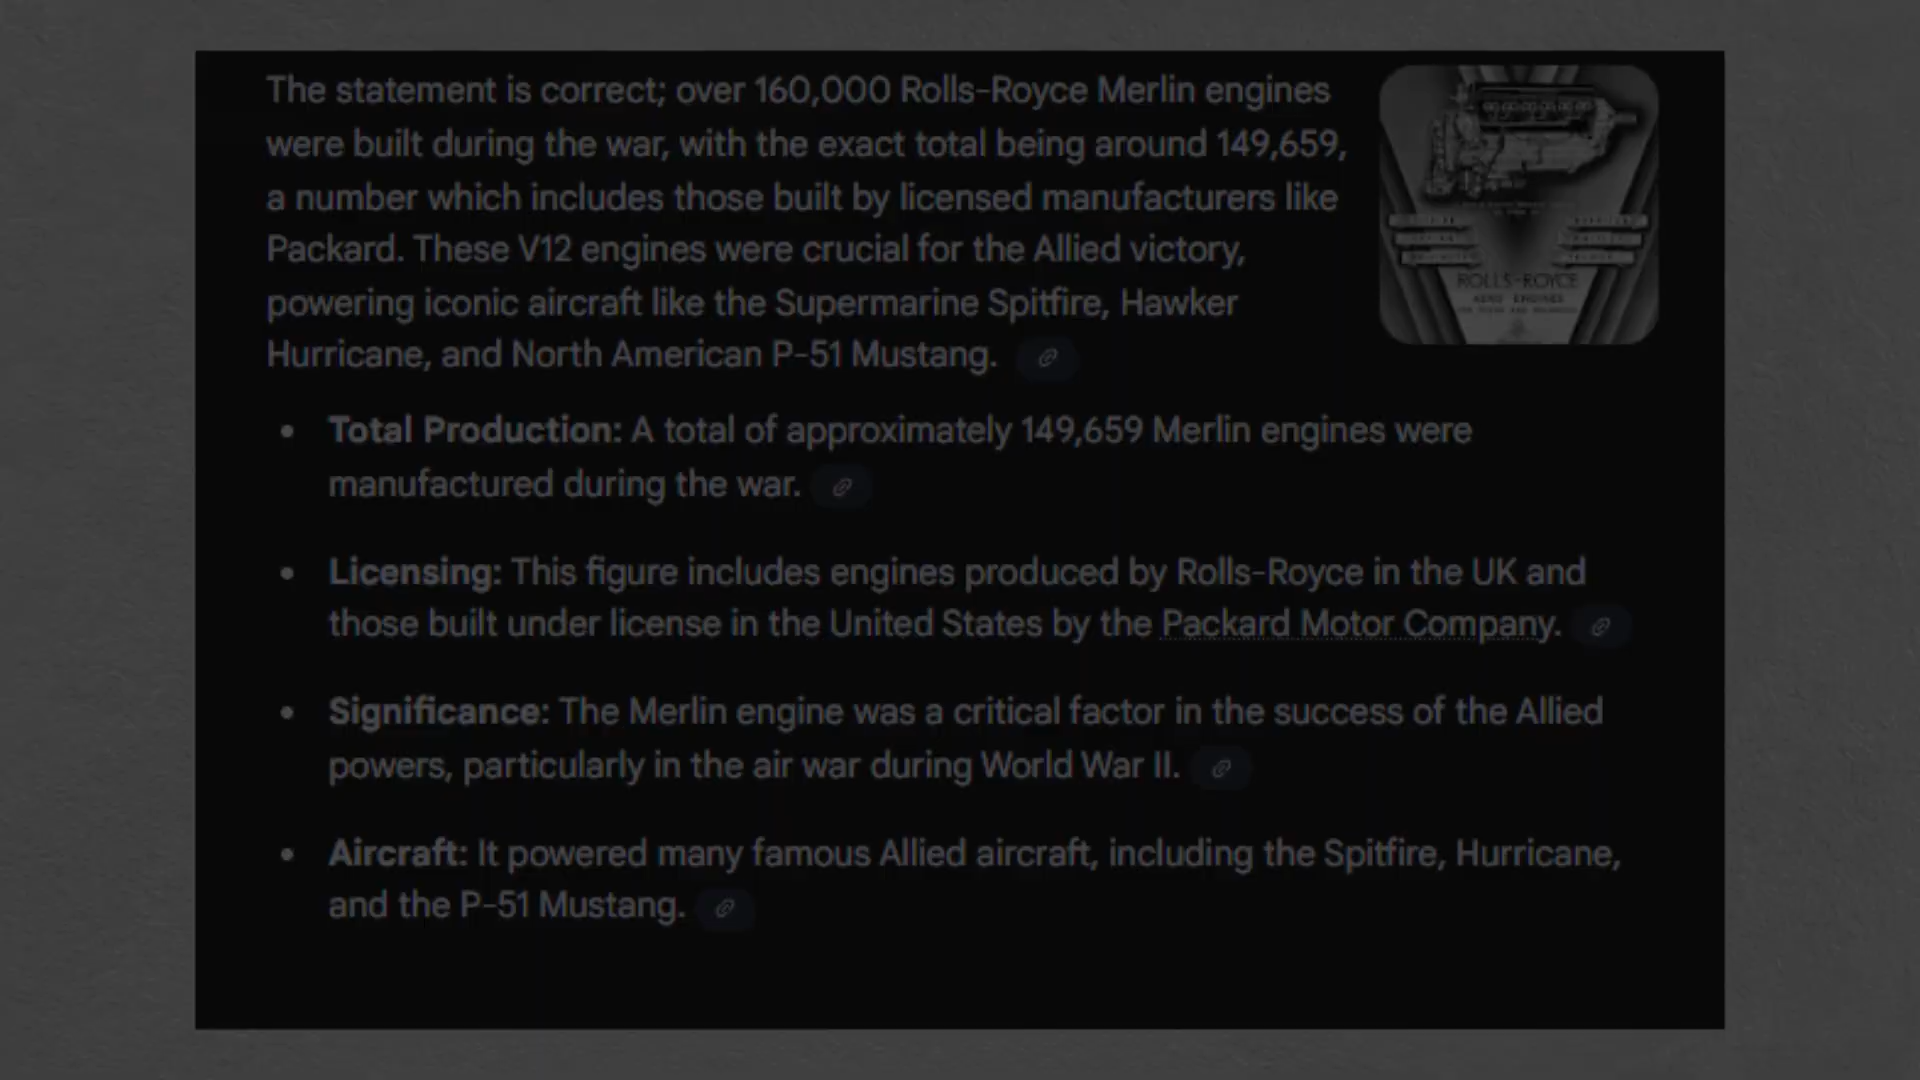 The statement is correct; over 160,000 Rolls-Royce Merlin engines
were built during the war, with the exact total being around 149,659,
a number which includes those built by licensed manufacturers like
Packard. These V12 engines were crucial for the Allied victory,
powering iconic aircraft like the Supermarine Spitfire, Hawker
Hurricane, and North American P-51 Mustang.
ROLLS-ROYCE
AERO ENGINES
• Total Production: A total of approximately 149,659 Merlin engines were
manufactured during the war.
• Licensing: This figure includes engines produced by Rolls-Royce in the UK and
those built under license in the United States by the Packard Motor Company.
• Significance: The Merlin engine was a critical factor in the success of the Allied
powers, particularly in the air war during World War II.
• Aircraft: It powered many famous Allied aircraft, including the Spitfire, Hurricane,
and the P-51 Mustang.